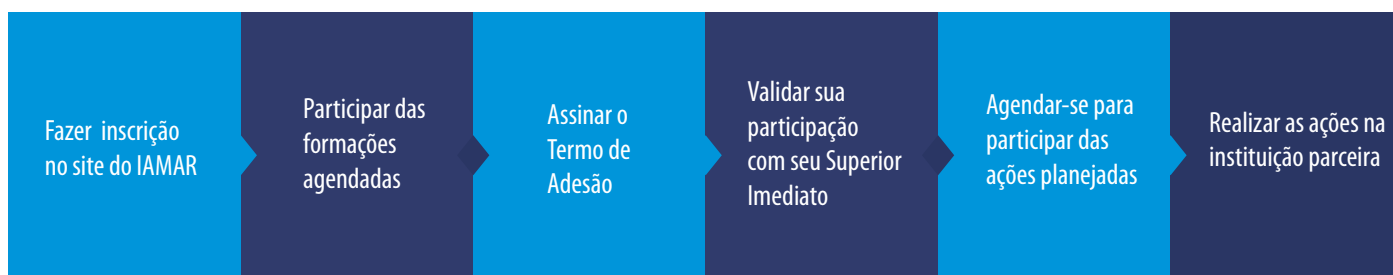 Fazer inscrição
no site do IAMAR
Participar das
formações
agendadas
Assinar o
Termo de
Adesão
Validar sua
participação
com seu Superior
Imediato
Agendar-se para
participar das
ações planejadas
Realizar as ações na
instituição parceira